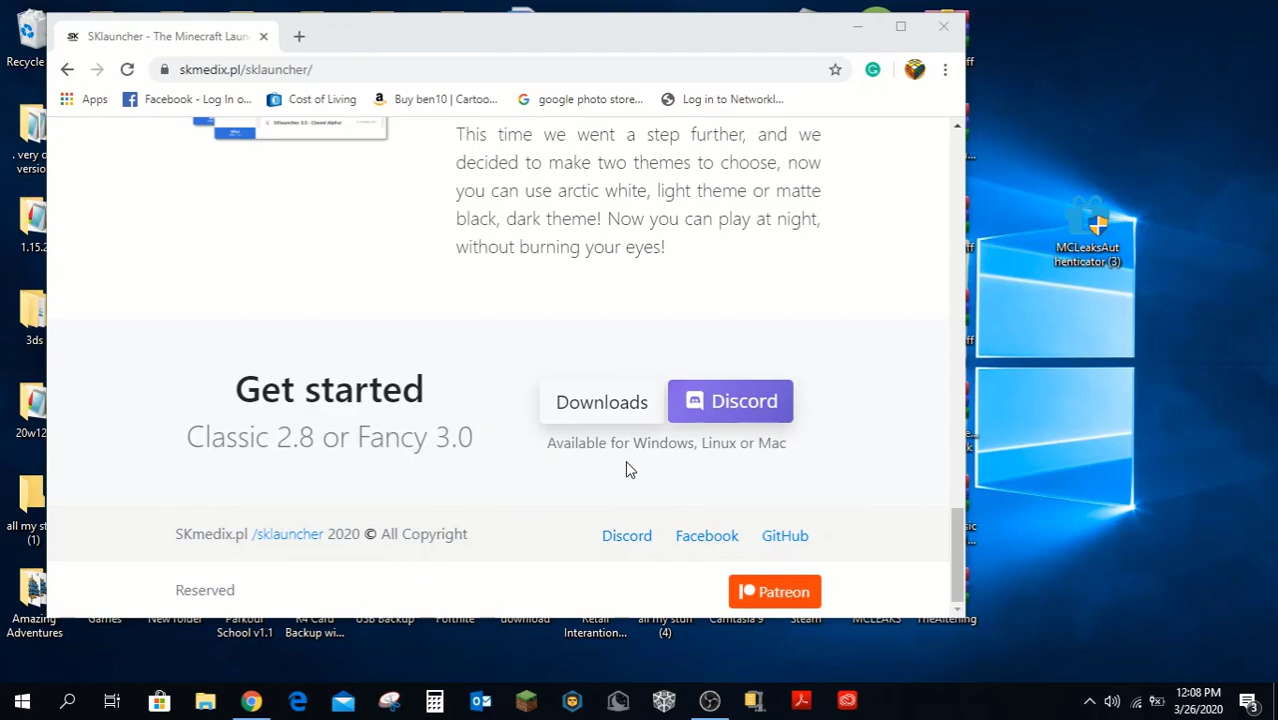 SKlauncher - The Minecraft Laun
skmedix.pl/sklauncher/
Apps
Facebook - Log In o...
Cost of Living
Buy ben10 | Cartoo...
google photo store...
Log in to Networkl...
This time we went a step further, and we
decided to make two themes to choose, now
you can use arctic white, light theme or matte
black, dark theme! Now you can play at night,
without burning your eyes!
Get started
Classic 2.8 or Fancy 3.0
Downloads
Discord
Available for Windows, Linux or Mac
SKmedix.pl /sklauncher 2020 © All Copyright
Discord
Facebook
GitHub
Reserved
Patreon
Recycle
. very o
version
1.15.2
3ds
20w12
all my st
(1)
Amazing
Adventures
Games
New folder
Parkour
School v1.1
R4 Card
Backup wi...
USB Backup
Fortnite
download
Retail
Interantion...
all my stuff
(4)
Camtasia 9
Steam
MCLEAKS
TheAltening
MCLeaksAut
henticator (3)
12:08 PM
3/26/2020
3